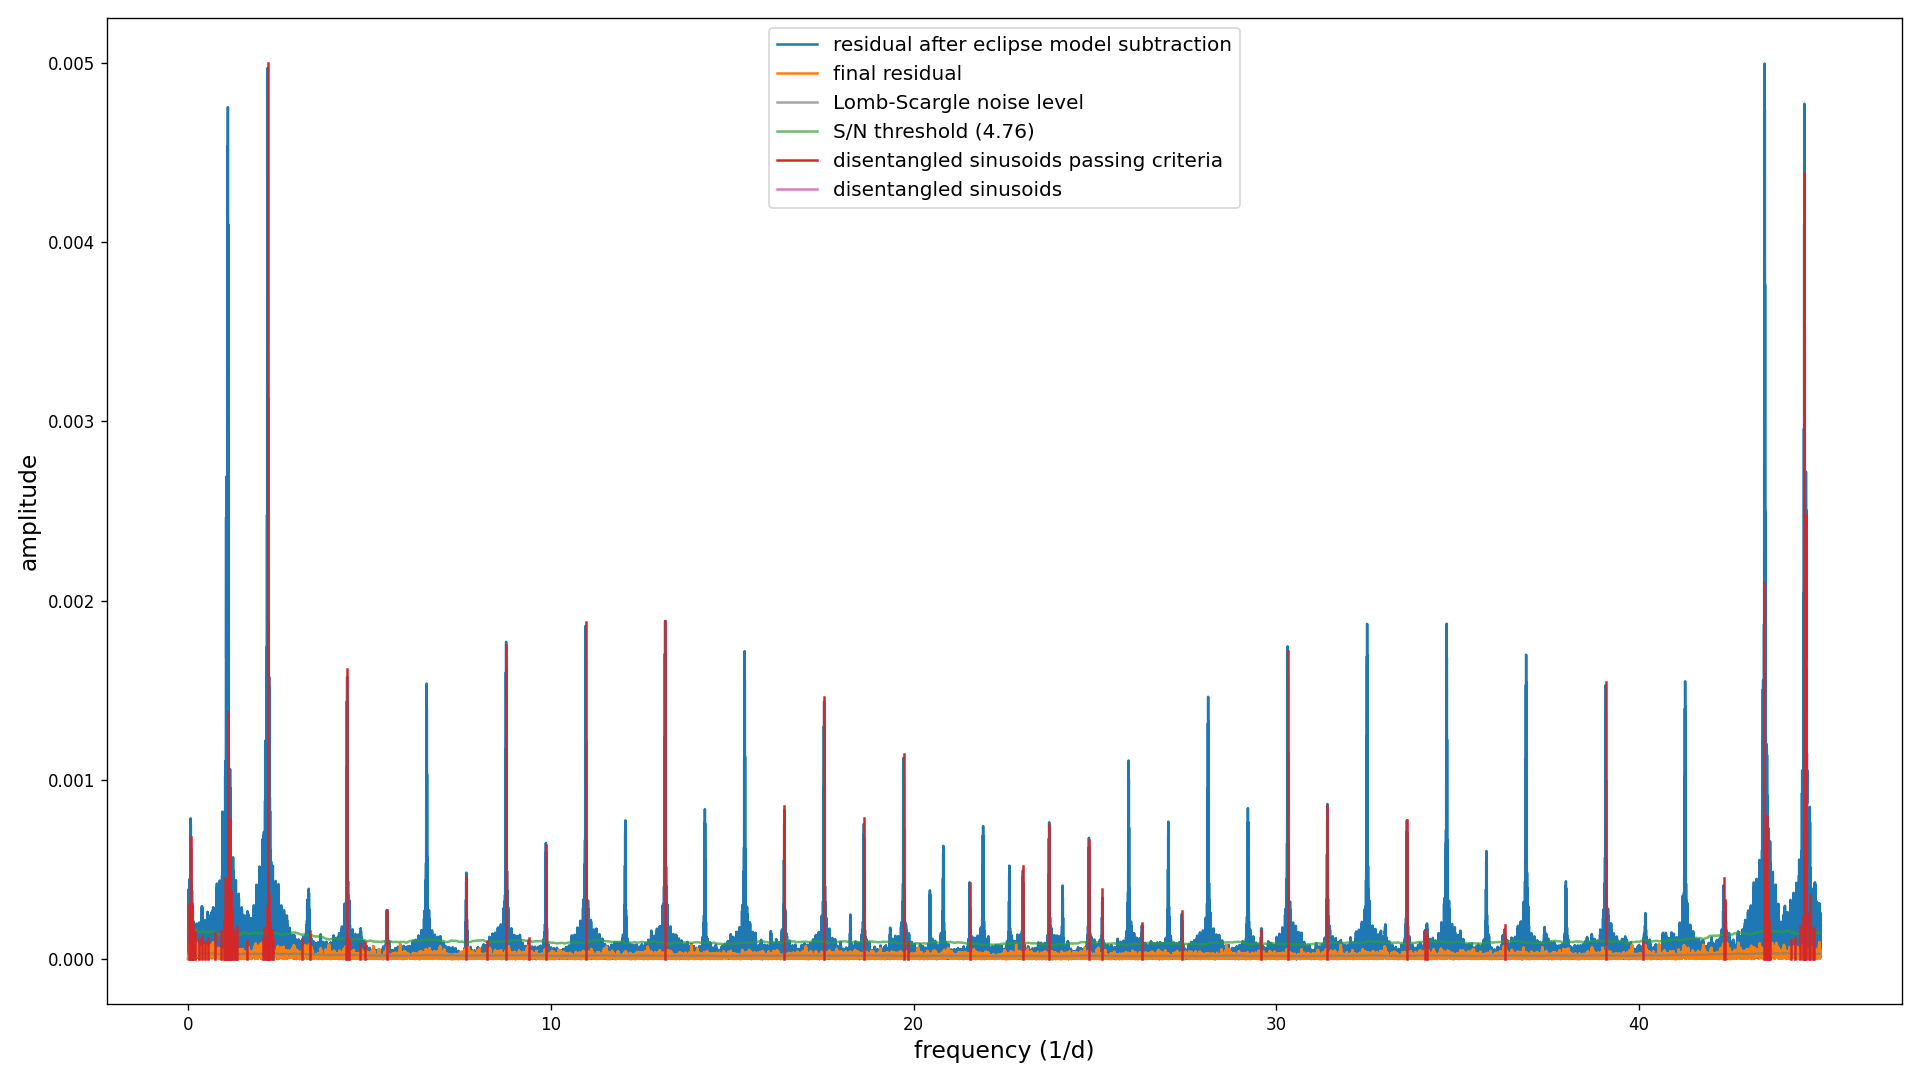 residual after eclipse model subtraction
final residual
Lomb-Scargle noise level
S/N threshold (4.76)
disentangled sinusoids passing criteria
disentangled sinusoids
amplitude
0.005
0.004
0.003
0.002
0.001
0.000
0 10 20 30 40
frequency (1/d)